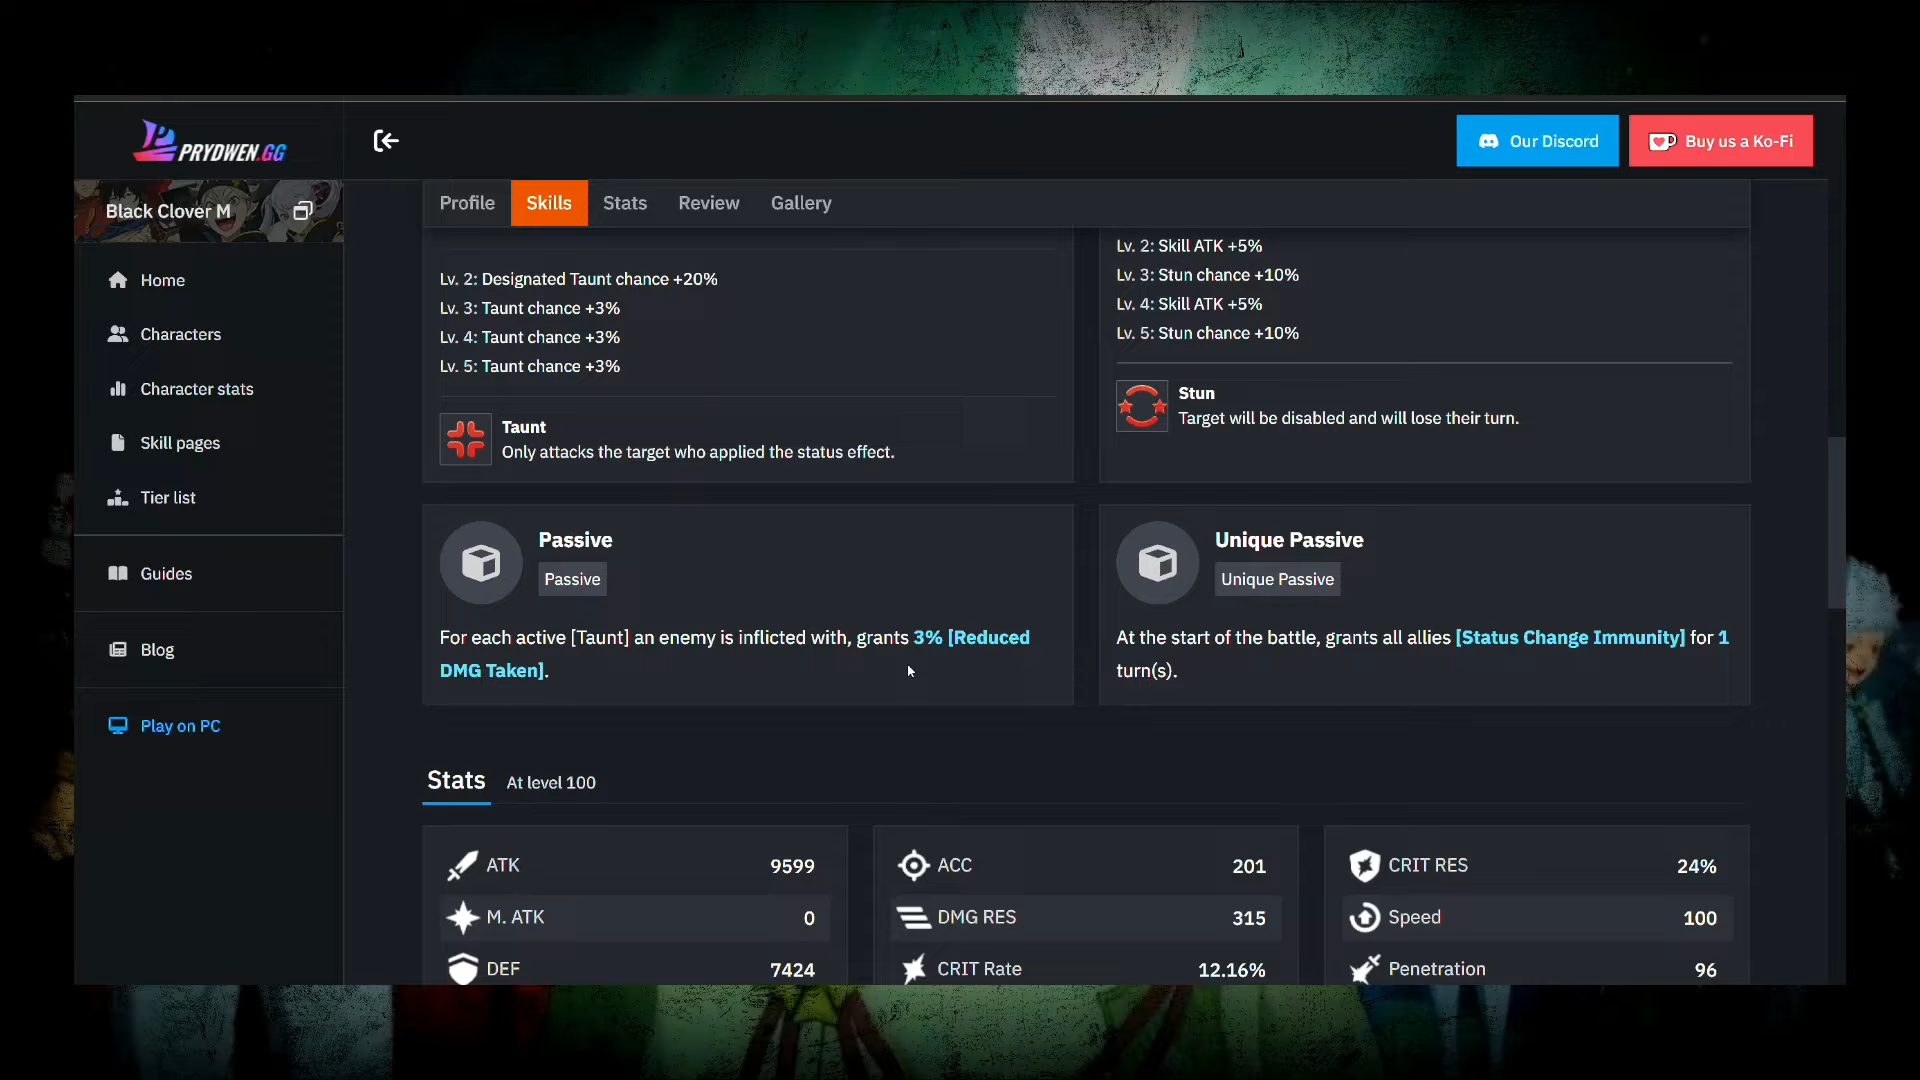 PRYDWEN.GG
Our Discord
Buy us a Ko-Fi
Black Clover M
Home
Characters
Character stats
Skill pages
Tier list
Guides
Blog
Play on PC
Profile
Skills
Stats
Review
Gallery
Lv. 2: Designated Taunt chance +20%
Lv. 3: Taunt chance +3%
Lv. 4: Taunt chance +3%
Lv. 5: Taunt chance +3%
Taunt
Only attacks the target who applied the status effect.
Lv. 2: Skill ATK +5%
Lv. 3: Stun chance +10%
Lv. 4: Skill ATK +5%
Lv. 5: Stun chance +10%
Stun
Target will be disabled and will lose their turn.
Passive
Passive
For each active [Taunt] an enemy is inflicted with, grants 3% [Reduced
DMG Taken].
Unique Passive
Unique Passive
At the start of the battle, grants all allies [Status Change Immunity] for 1
turn(s).
Stats At level 100
ATK 9599
M. ATK 0
DEF 7424
ACC 201
DMG RES 315
CRIT Rate 12.16%
CRIT RES 24%
Speed 100
Penetration 96